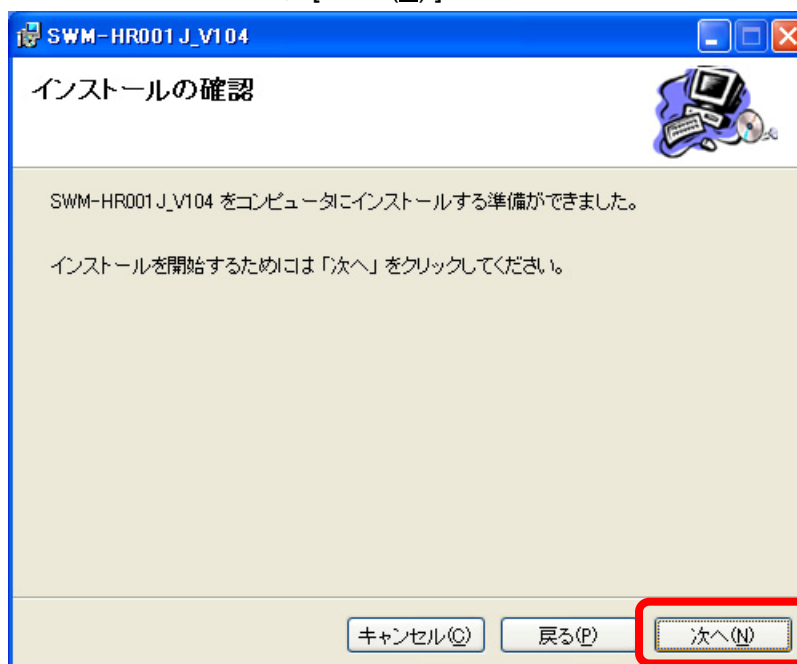 SWM-HR001J_V104
インストールの確認
SWM-HR001J_V104 をコンピュータにインストールする準備ができました。
インストールを開始するためには「次へ」をクリックしてください。
キャンセル(C) 戻る(P) 次へ(N)